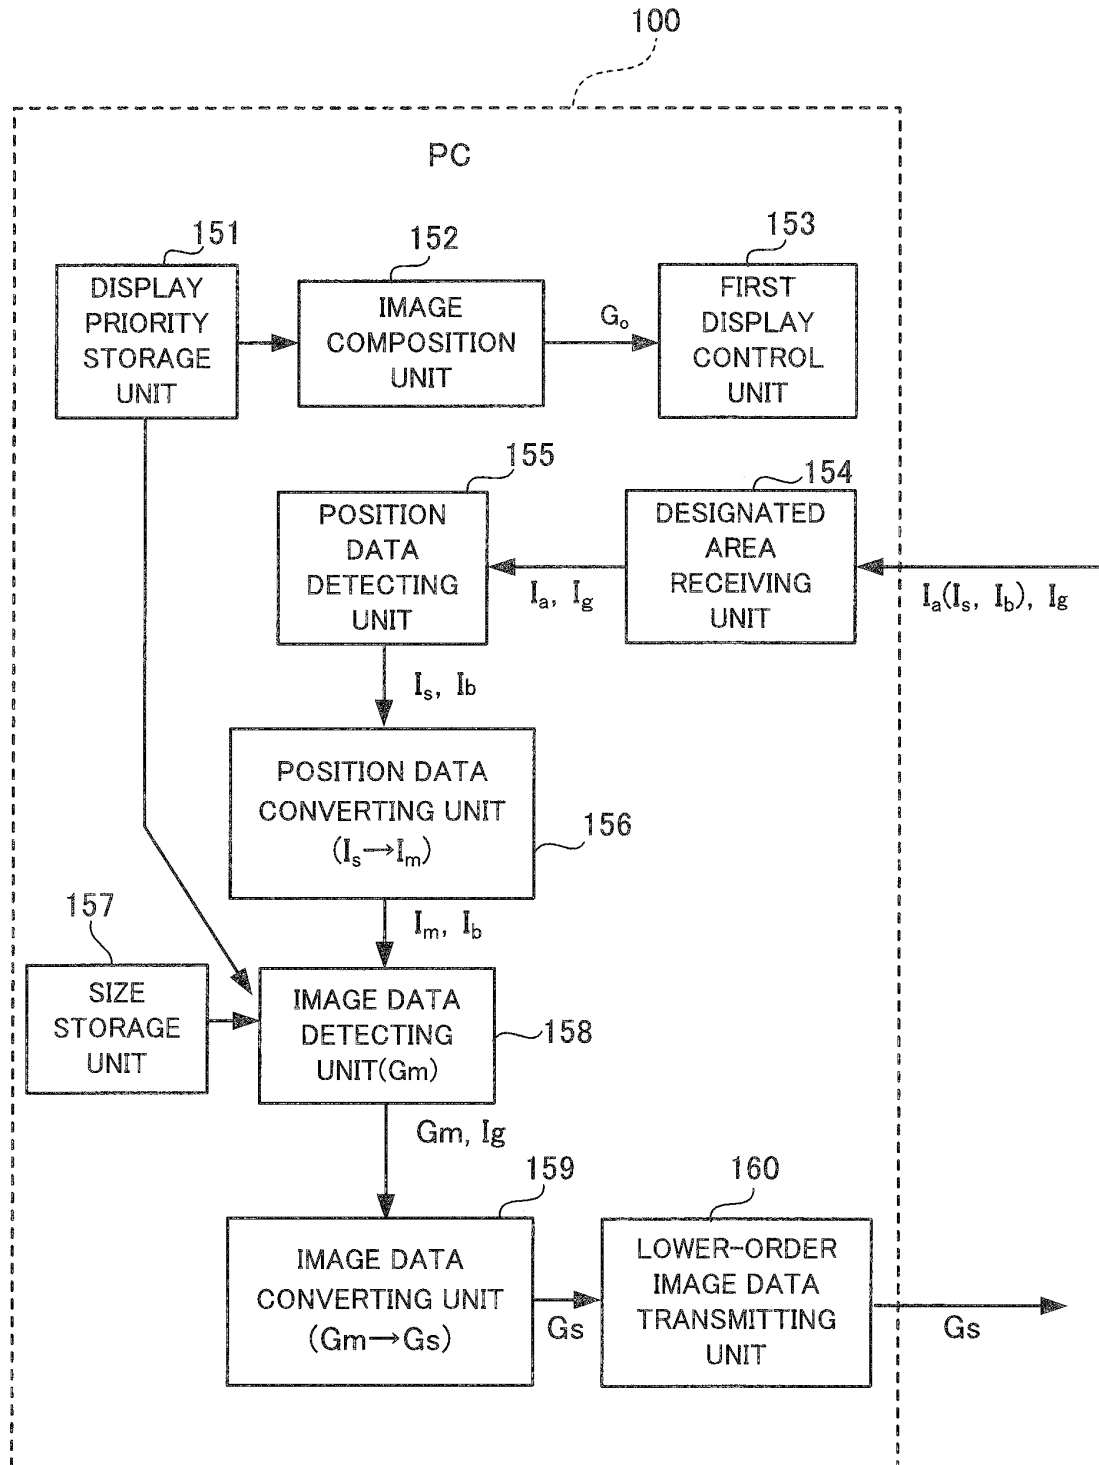 100
PC
151
DISPLAY
PRIORITY
STORAGE
UNIT
152
IMAGE
COMPOSITION
UNIT
Go
153
FIRST
DISPLAY
CONTROL
UNIT
155
POSITION
DATA
DETECTING
UNIT
154
DESIGNATED
AREA
RECEIVING
UNIT
Ia, Ig
Ia(Is, Ib), Ig
Is, Ib
POSITION DATA
CONVERTING UNIT
(Is→Im)
156
Im, Ib
157
SIZE
STORAGE
UNIT
IMAGE DATA
DETECTING
UNIT(Gm)
158
Gm, Ig
159
IMAGE DATA
CONVERTING UNIT
(Gm→Gs)
Gs
160
LOWER-ORDER
IMAGE DATA
TRANSMITTING
UNIT
Gs